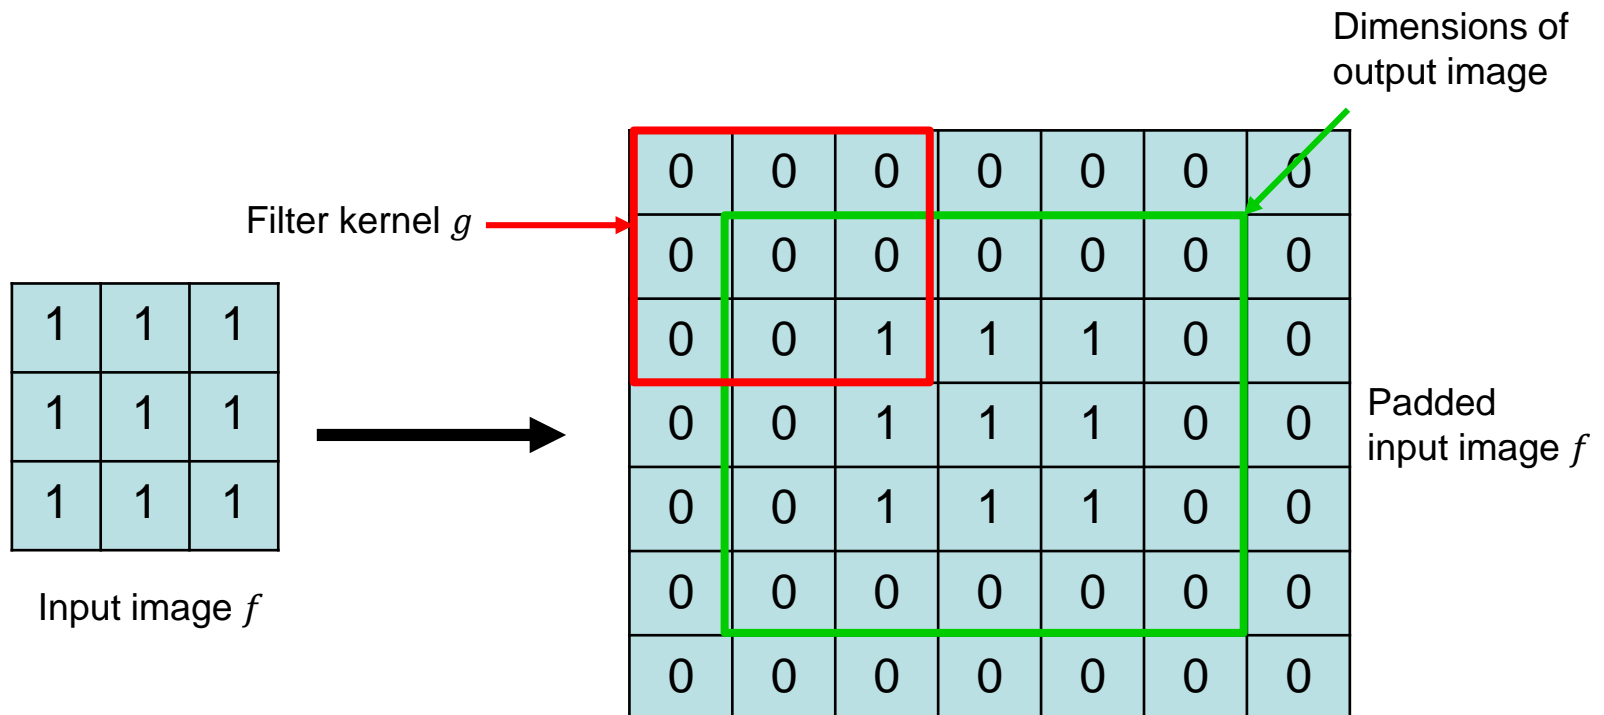 Dimensions of
output image
Filter kernel g
0 0 0 0 0 0 0
0 0 0 0 0 0 0
0 0 1 1 1 0 0
0 0 1 1 1 0 0
0 0 1 1 1 0 0
0 0 0 0 0 0 0
0 0 0 0 0 0 0
1 1 1
1 1 1
1 1 1
Input image f
Padded
input image f